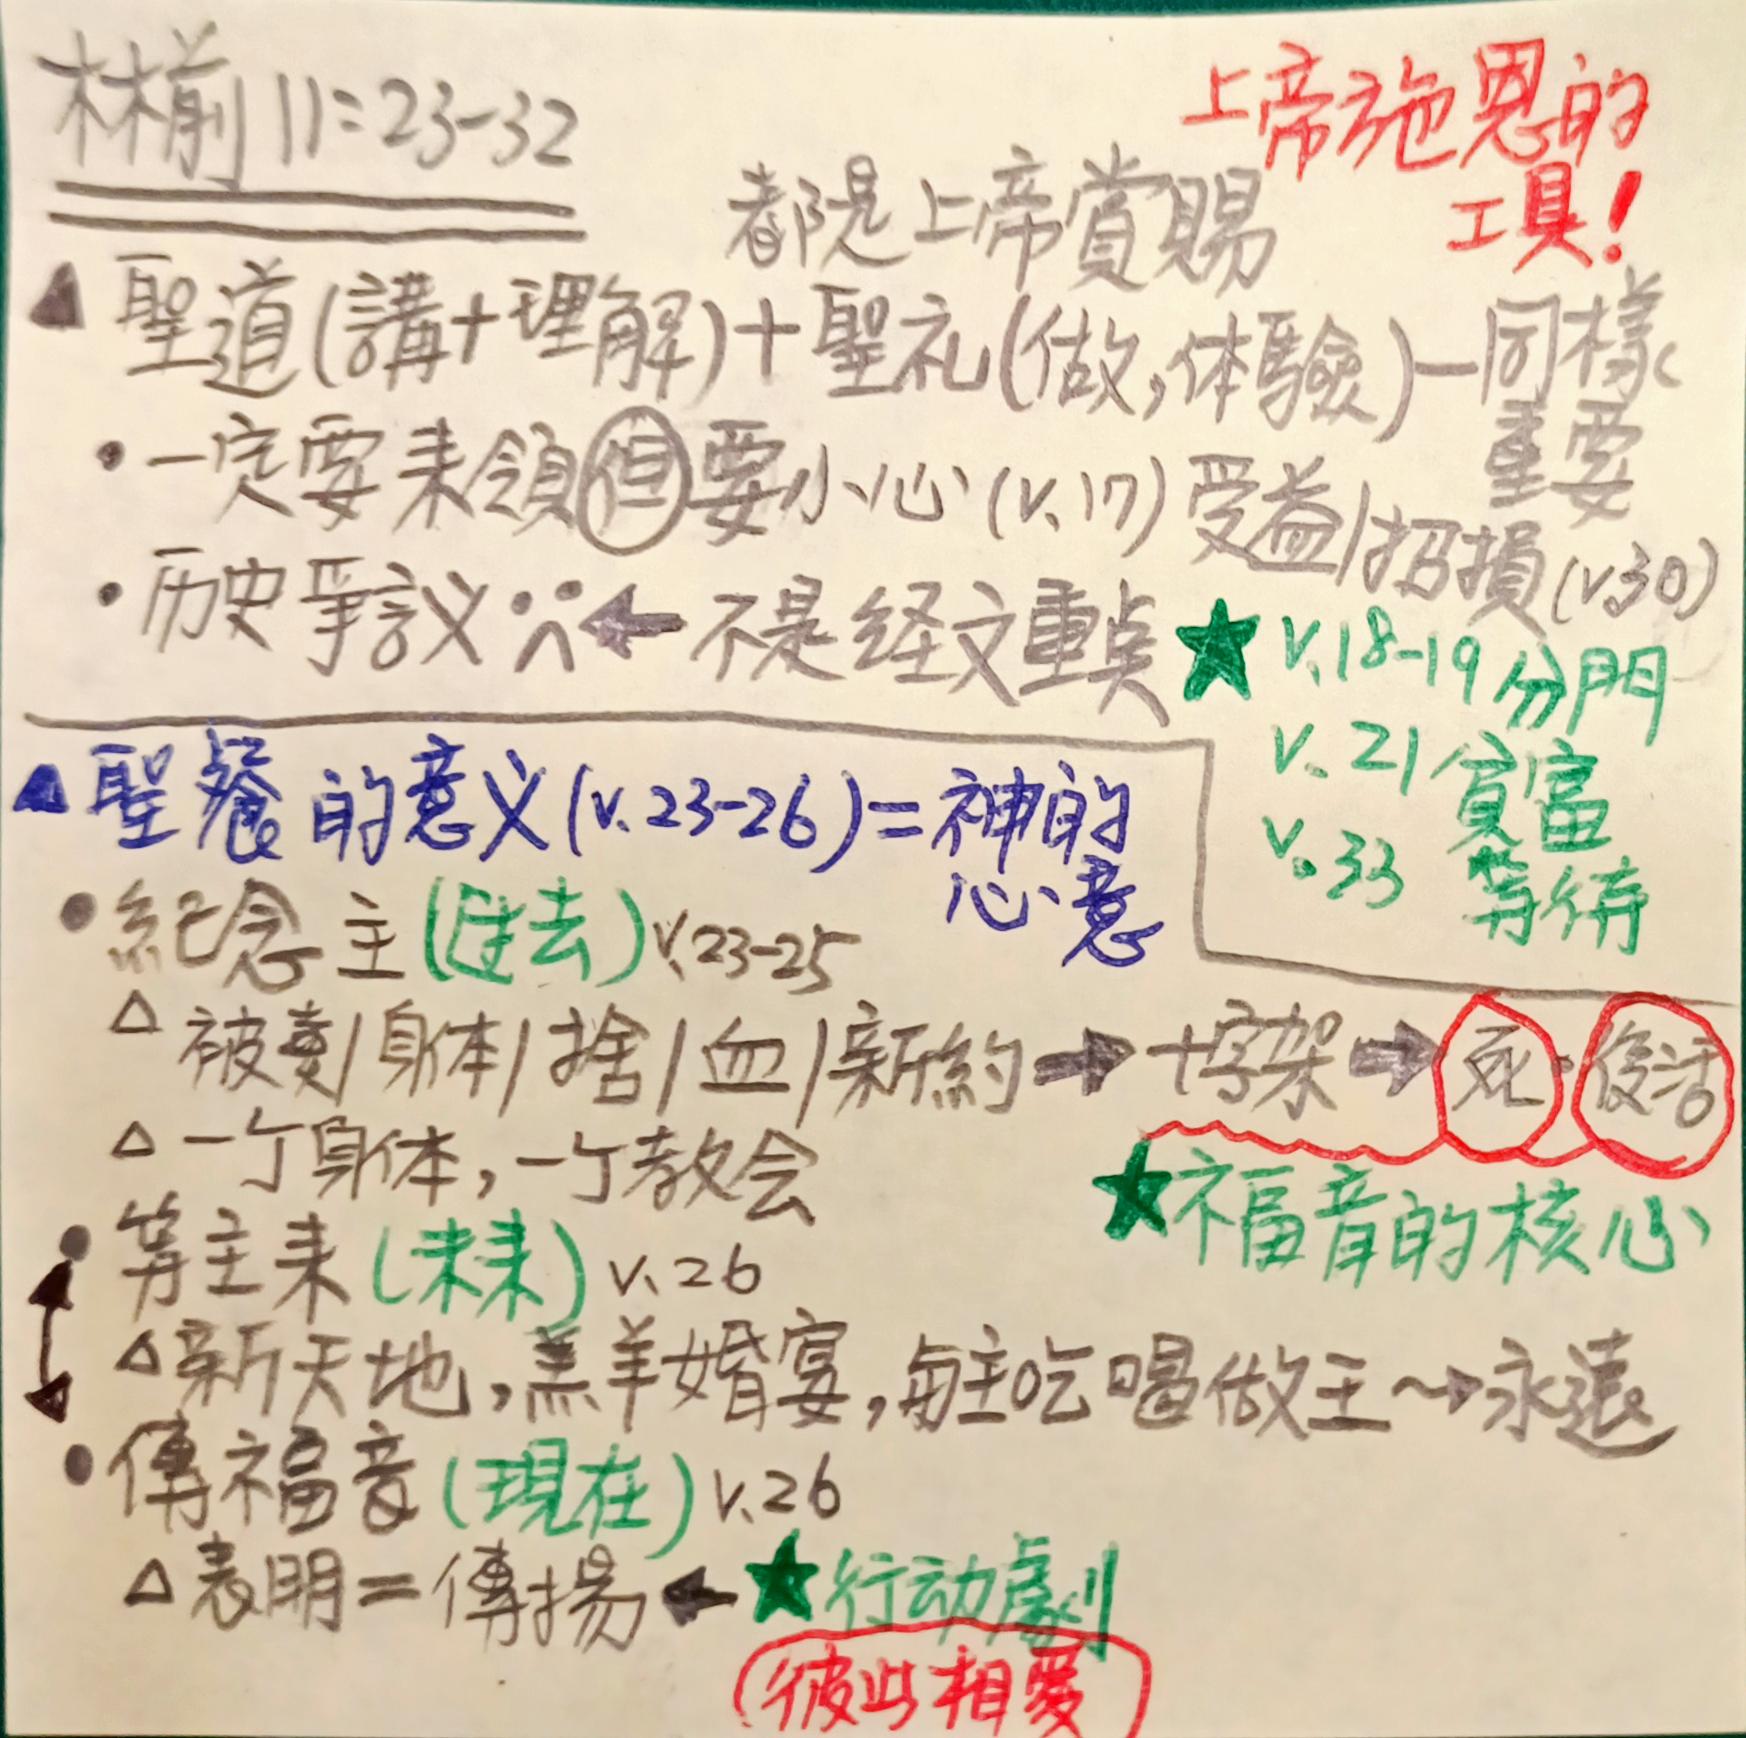 林前 11:23-32
上帝施恩的
工具!
都是上帝賞賜
聖道(講+理解)+聖礼(做,体驗)—同樣
重要
• 一定要来領但要小心(v.17)受益/招損(v30)
• 历史爭议 ← 不是経文重点
★ v.18-19 分門
v.21 貧富
v.33 等待
聖餐的意义(v.23-26)=神的
心意
• 紀念主(过去)v.23-25
△ 被賣/身体/捨/血/新約→十字架→死·復活
△ 一个身体,一个教会
★福音的核心
• 等主来(未来)v.26
△新天地,羔羊婚宴,与主吃喝做王→永遠
• 傳福音(現在)v.26
△表明=傳揚←★行动劇
(彼此相愛)